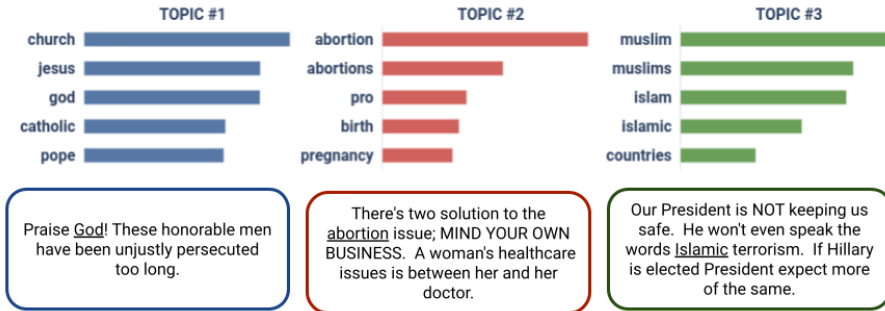 TOPIC #1
church
jesus
god
catholic
pope
TOPIC #2
abortion
abortions
pro
birth
pregnancy
TOPIC #3
muslim
muslims
islam
islamic
countries
Praise God! These honorable men
have been unjustly persecuted
too long.
There's two solution to the
abortion issue; MIND YOUR OWN
BUSINESS. A woman's healthcare
issues is between her and her
doctor.
Our President is NOT keeping us
safe. He won't even speak the
words Islamic terrorism. If Hillary
is elected President expect more
of the same.